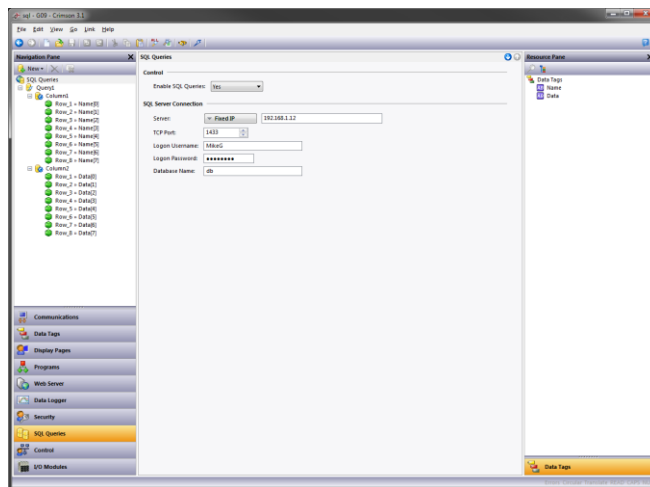 sql - G09 - Crimson 3.1
File Edit View Go Link Help
Navigation Pane
New
SQL Queries
Query1
Column1
Row_1 = Name[0]
Row_2 = Name[1]
Row_3 = Name[2]
Row_4 = Name[3]
Row_5 = Name[4]
Row_6 = Name[5]
Row_7 = Name[6]
Row_8 = Name[7]
Column2
Row_1 = Data[0]
Row_2 = Data[1]
Row_3 = Data[2]
Row_4 = Data[3]
Row_5 = Data[4]
Row_6 = Data[5]
Row_7 = Data[6]
Row_8 = Data[7]
Communications
Data Tags
Display Pages
Programs
Web Server
Data Logger
Security
SQL Queries
Control
I/O Modules
SQL Queries
Control
Enable SQL Queries: Yes
SQL Server Connection
Server: Fixed IP 192.168.1.12
TCP Port: 1433
Logon Username: MikeG
Logon Password: ••••••••
Database Name: db
Resource Pane
Data Tags
Name
Data
Data Tags